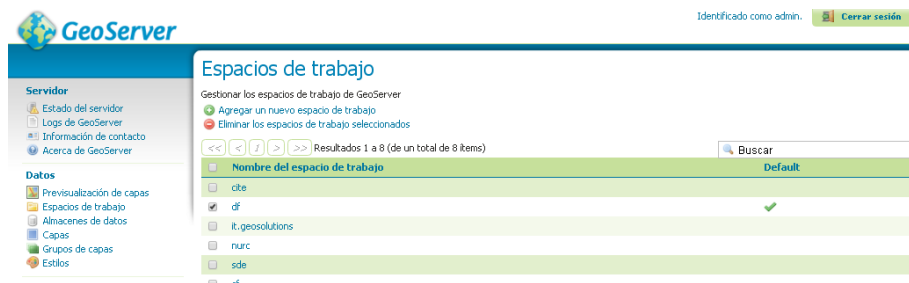 GeoServer
Identificado como admin.
Cerrar sesión
Servidor
Estado del servidor
Logs de GeoServer
Información de contacto
Acerca de GeoServer
Datos
Previsualización de capas
Espacios de trabajo
Almacenes de datos
Capas
Grupos de capas
Estilos
Espacios de trabajo
Gestionar los espacios de trabajo de GeoServer
Agregar un nuevo espacio de trabajo
Eliminar los espacios de trabajo seleccionados
<< < 1 > >> Resultados 1 a 8 (de un total de 8 ítems)
Buscar
Nombre del espacio de trabajo Default
cite
df
it.geosolutions
nurc
sde